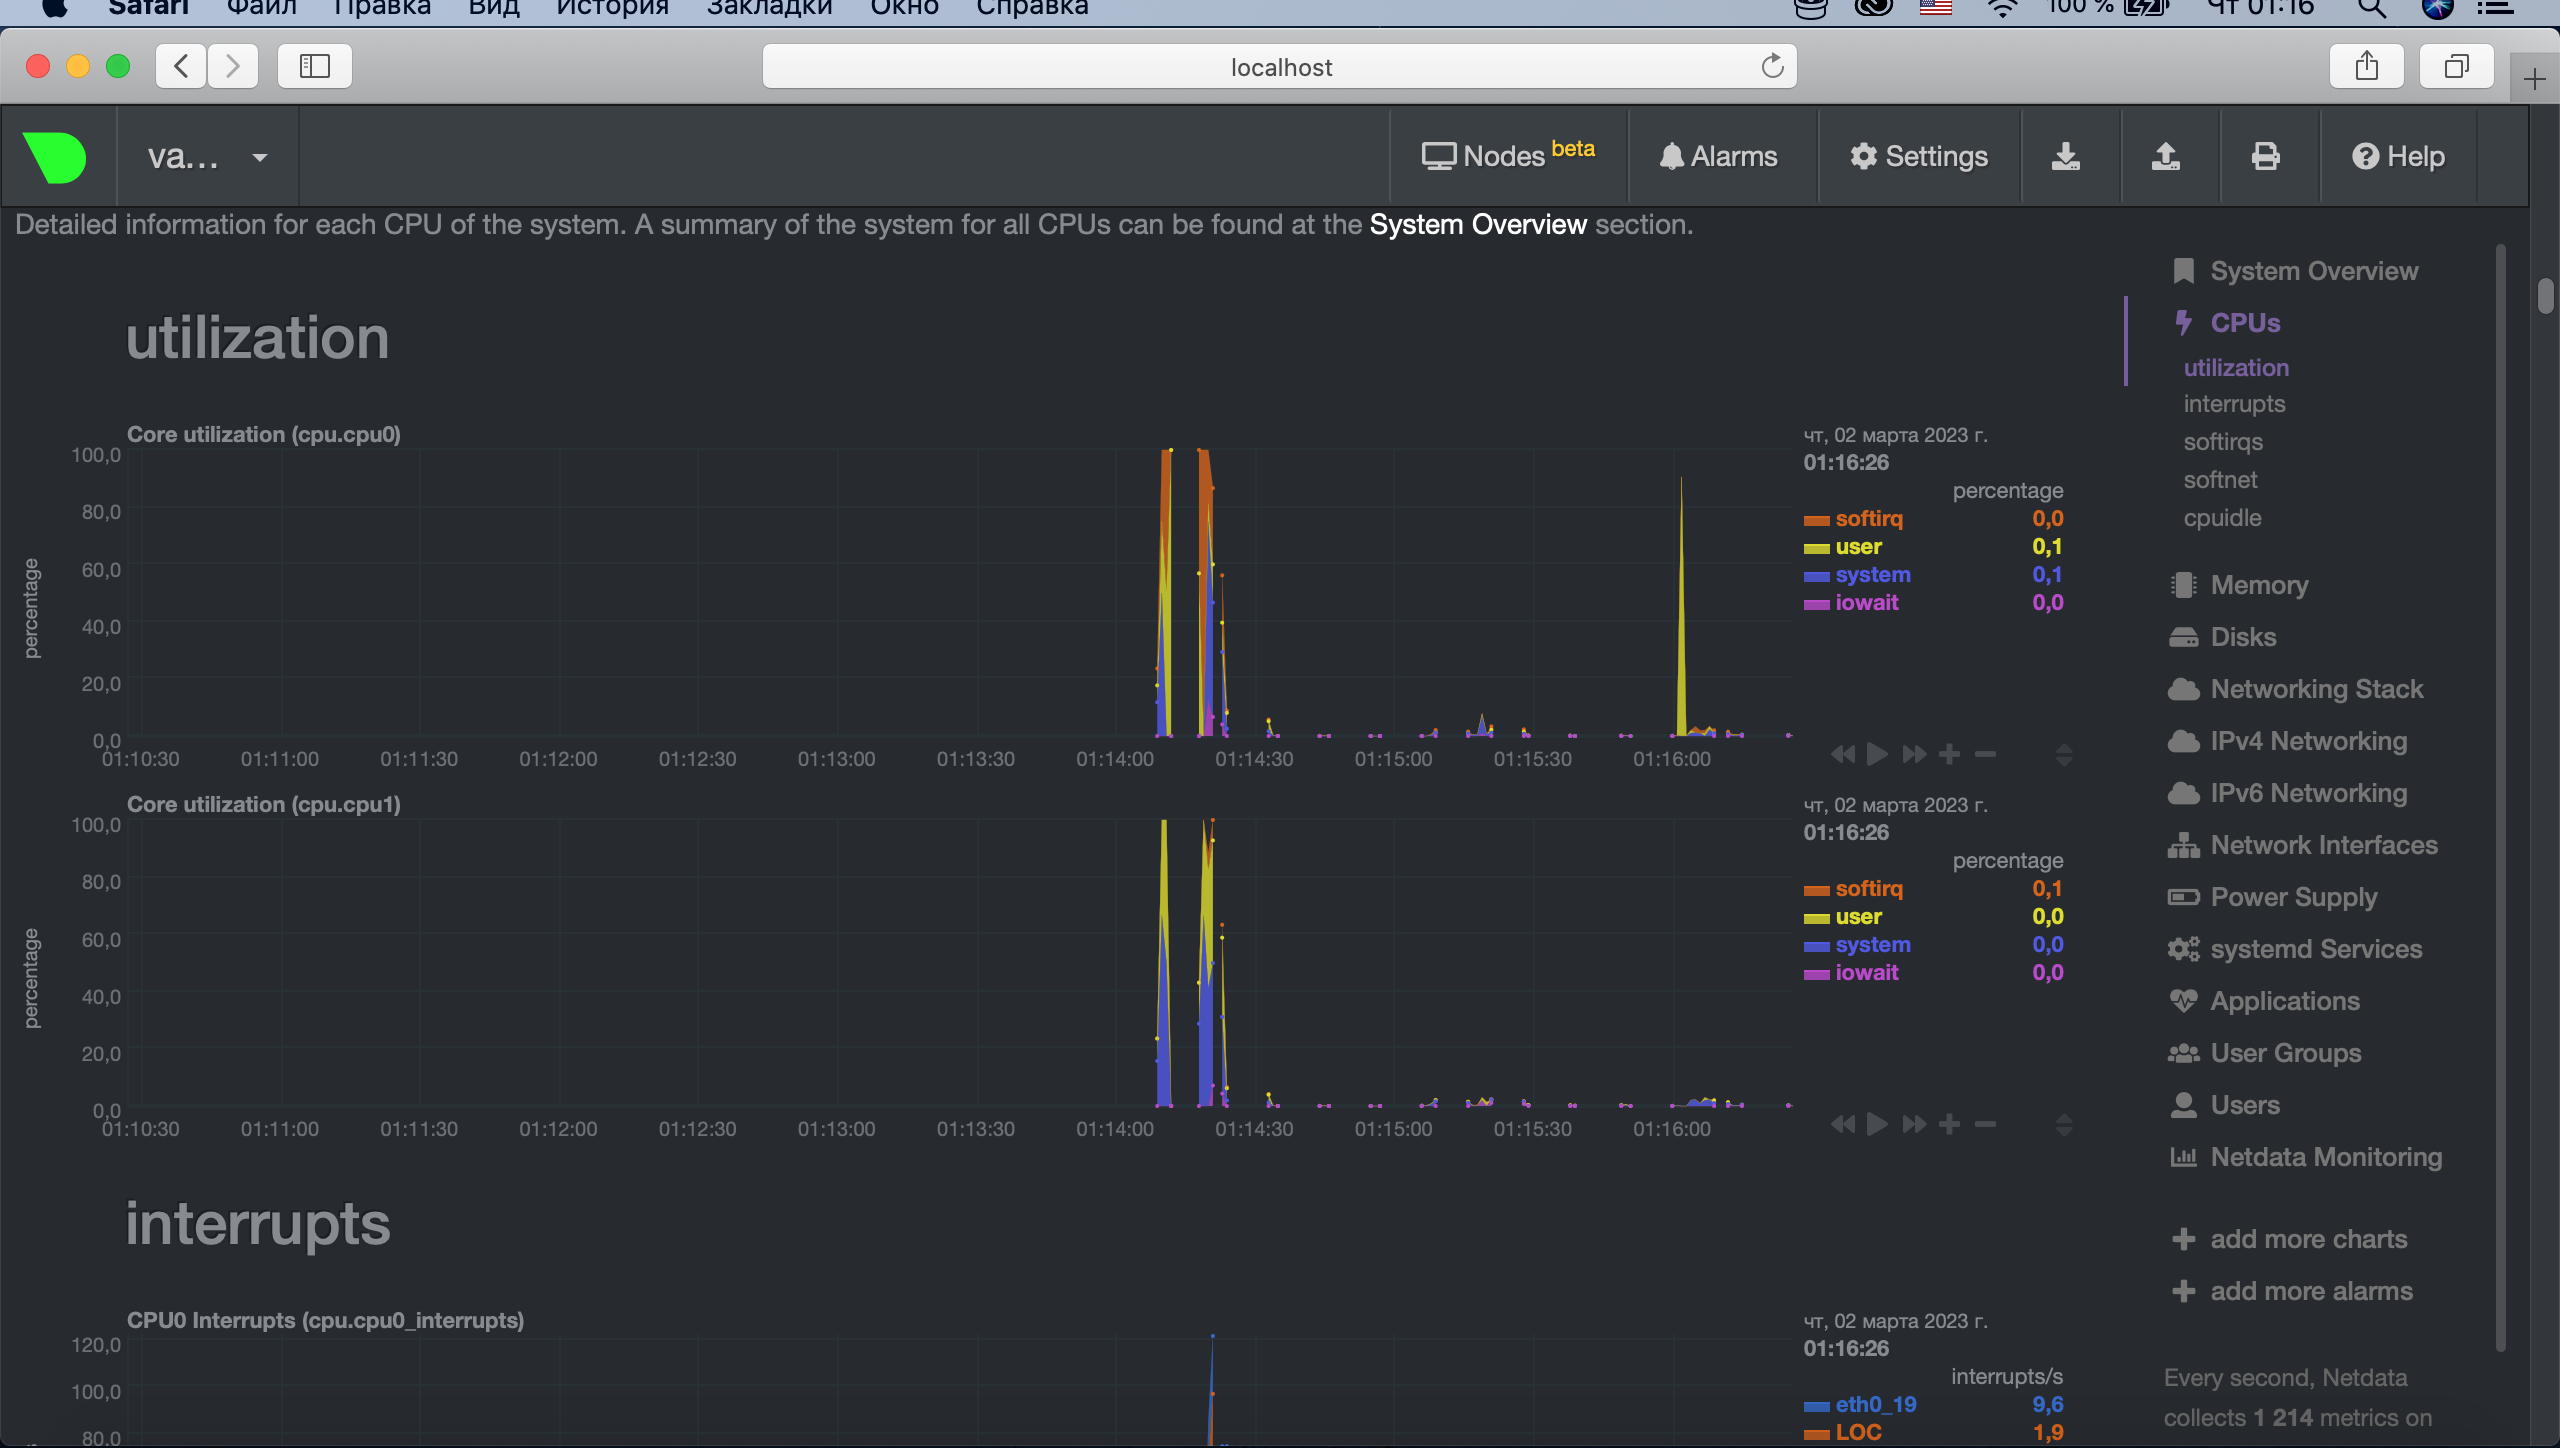 Safari Файл Правка Вид История Закладки Окно Справка 100 % Чт 01:16
localhost
va... Nodes beta Alarms Settings Help
Detailed information for each CPU of the system. A summary of the system for all CPUs can be found at the System Overview section.
utilization
Core utilization (cpu.cpu0)
percentage
100,0
80,0
60,0
40,0
20,0
0,0
01:10:30 01:11:00 01:11:30 01:12:00 01:12:30 01:13:00 01:13:30 01:14:00 01:14:30 01:15:00 01:15:30 01:16:00
чт, 02 марта 2023 г.
01:16:26
percentage
softirq 0,0
user 0,1
system 0,1
iowait 0,0
Core utilization (cpu.cpu1)
percentage
100,0
80,0
60,0
40,0
20,0
0,0
01:10:30 01:11:00 01:11:30 01:12:00 01:12:30 01:13:00 01:13:30 01:14:00 01:14:30 01:15:00 01:15:30 01:16:00
чт, 02 марта 2023 г.
01:16:26
percentage
softirq 0,1
user 0,0
system 0,0
iowait 0,0
interrupts
CPU0 Interrupts (cpu.cpu0_interrupts)
120,0
100,0
80,0
чт, 02 марта 2023 г.
01:16:26
interrupts/s
eth0_19 9,6
LOC 1,9
System Overview
CPUs
utilization
interrupts
softirqs
softnet
cpuidle
Memory
Disks
Networking Stack
IPv4 Networking
IPv6 Networking
Network Interfaces
Power Supply
systemd Services
Applications
User Groups
Users
Netdata Monitoring
add more charts
add more alarms
Every second, Netdata
collects 1 214 metrics on